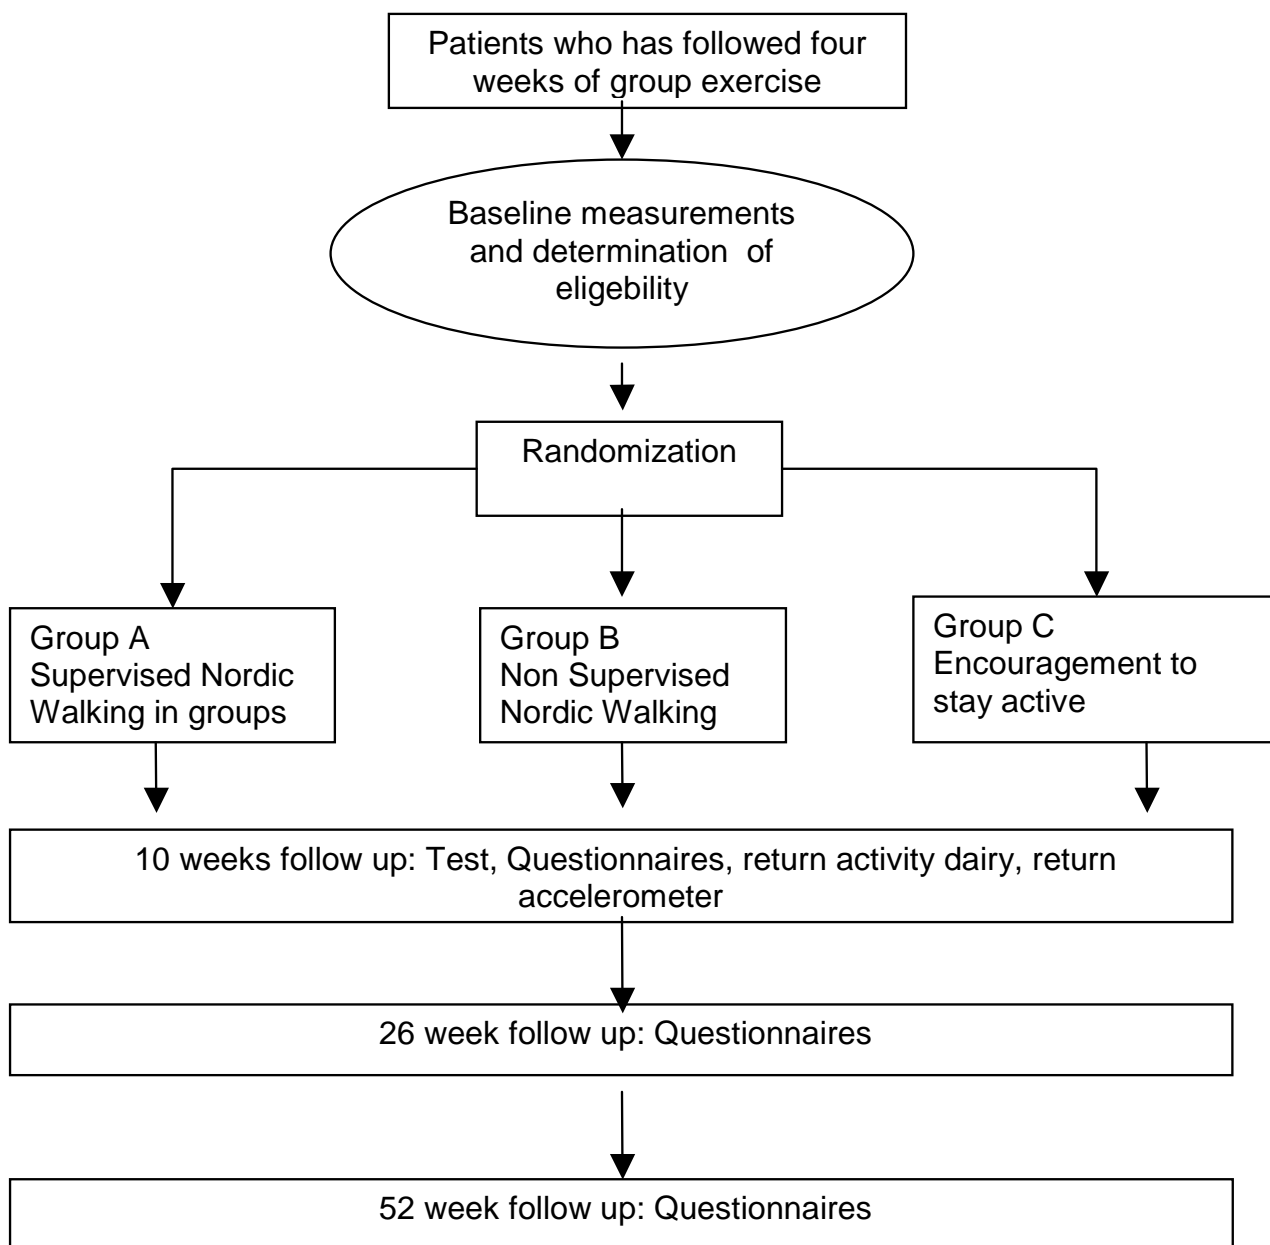 Patients who has followed four
weeks of group exercise
Baseline measurements
and determination of
eligebility
Randomization
Group A
Supervised Nordic
Walking in groups
Group B
Non Supervised
Nordic Walking
Group C
Encouragement to
stay active
10 weeks follow up: Test, Questionnaires, return activity dairy, return
accelerometer
26 week follow up: Questionnaires
52 week follow up: Questionnaires